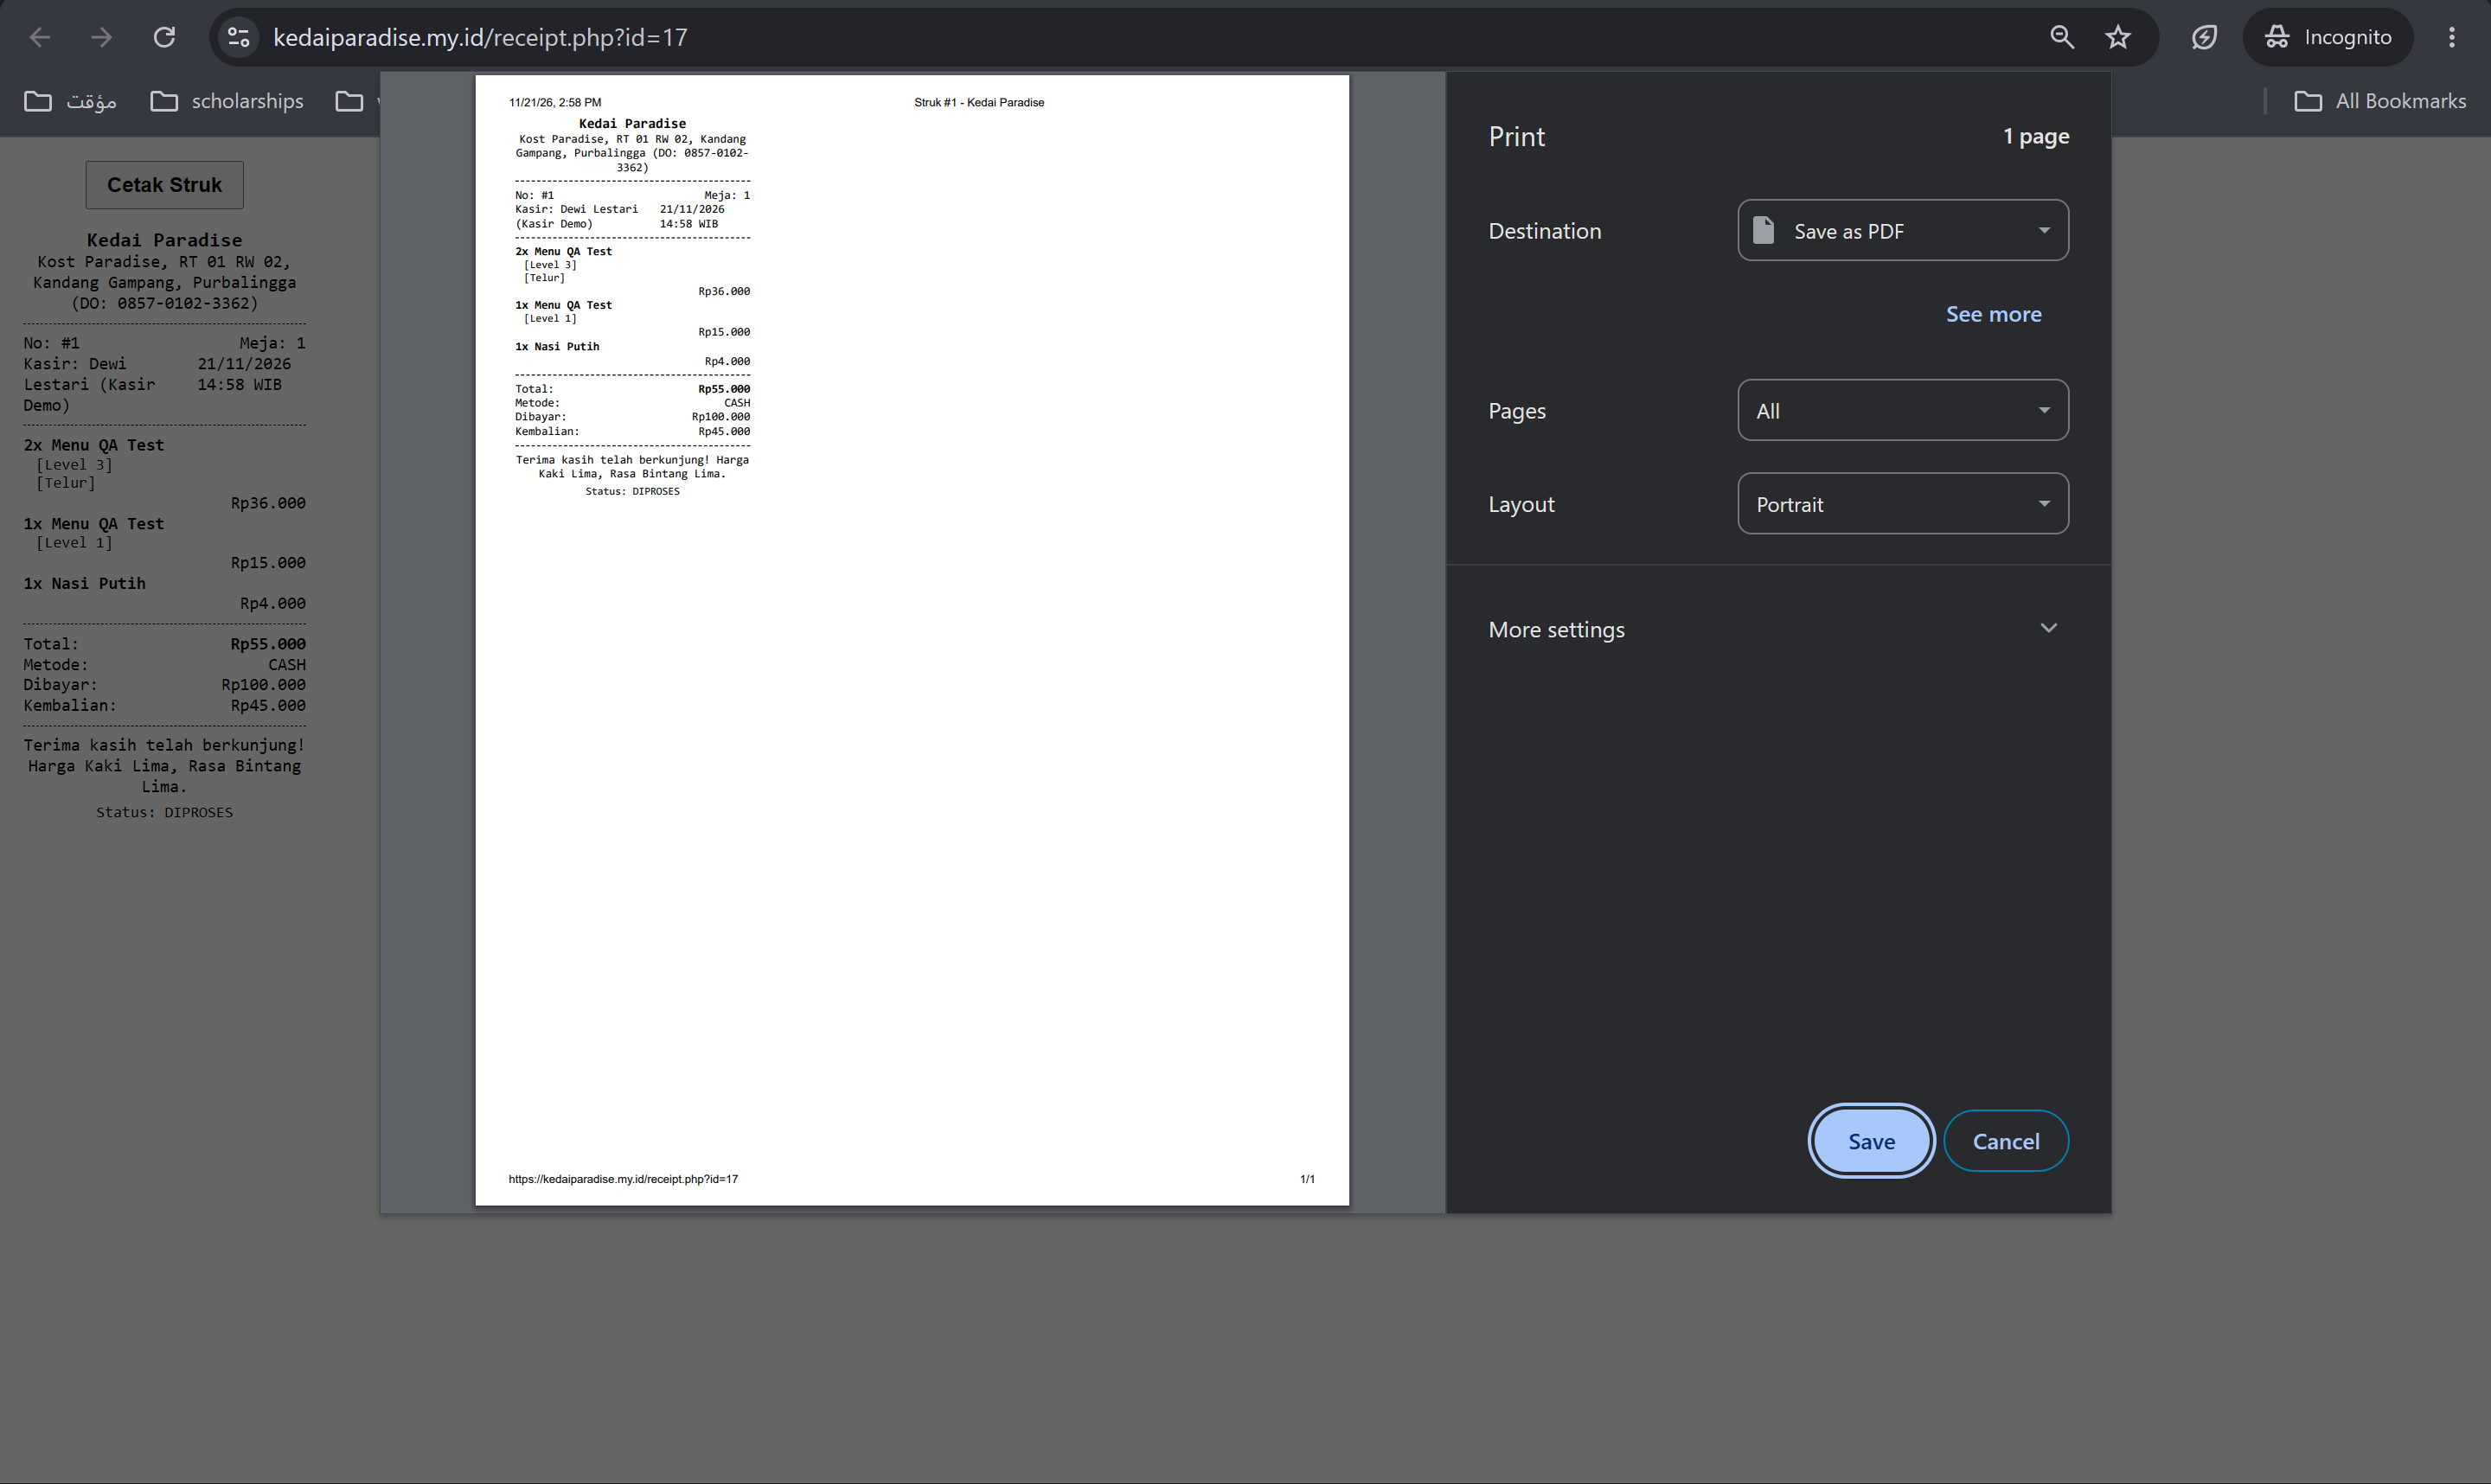 kedaiparadise.my.id/receipt.php?id=17
Incognito
مؤقت
scholarships
All Bookmarks
Cetak Struk
Kedai Paradise
Kost Paradise, RT 01 RW 02,
Kandang Gampang, Purbalingga
(DO: 0857-0102-3362)
No: #1 Meja: 1
Kasir: Dewi 21/11/2026
Lestari (Kasir 14:58 WIB
Demo)
2x Menu QA Test
[Level 3]
[Telur]
Rp36.000
1x Menu QA Test
[Level 1]
Rp15.000
1x Nasi Putih
Rp4.000
Total: Rp55.000
Metode: CASH
Dibayar: Rp100.000
Kembalian: Rp45.000
Terima kasih telah berkunjung!
Harga Kaki Lima, Rasa Bintang
Lima.
Status: DIPROSES
11/21/26, 2:58 PM Struk #1 - Kedai Paradise
Kedai Paradise
Kost Paradise, RT 01 RW 02, Kandang
Gampang, Purbalingga (DO: 0857-0102-
3362)
No: #1 Meja: 1
Kasir: Dewi Lestari 21/11/2026
(Kasir Demo) 14:58 WIB
2x Menu QA Test
[Level 3]
[Telur]
Rp36.000
1x Menu QA Test
[Level 1]
Rp15.000
1x Nasi Putih
Rp4.000
Total: Rp55.000
Metode: CASH
Dibayar: Rp100.000
Kembalian: Rp45.000
Terima kasih telah berkunjung! Harga
Kaki Lima, Rasa Bintang Lima.
Status: DIPROSES
https://kedaiparadise.my.id/receipt.php?id=17 1/1
Print 1 page
Destination Save as PDF
See more
Pages All
Layout Portrait
More settings
Save Cancel